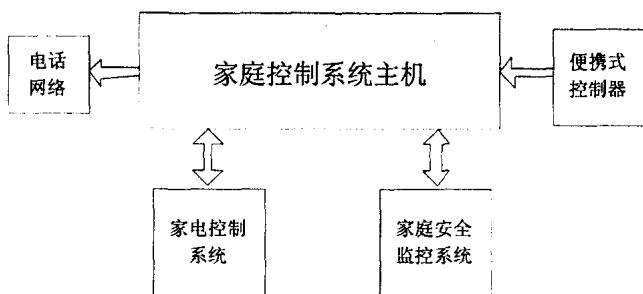 电话
网络
家庭控制系统主机
便携式
控制器
家电控制
系统
家庭安全
监控系统